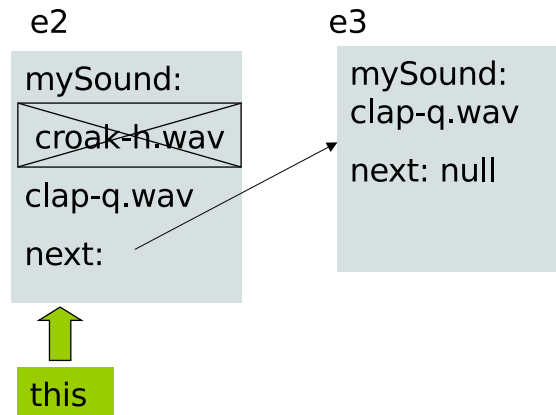 e2
mySound:
croak-h.wav
clap-q.wav
next:
this
e3
mySound:
clap-q.wav
next: null